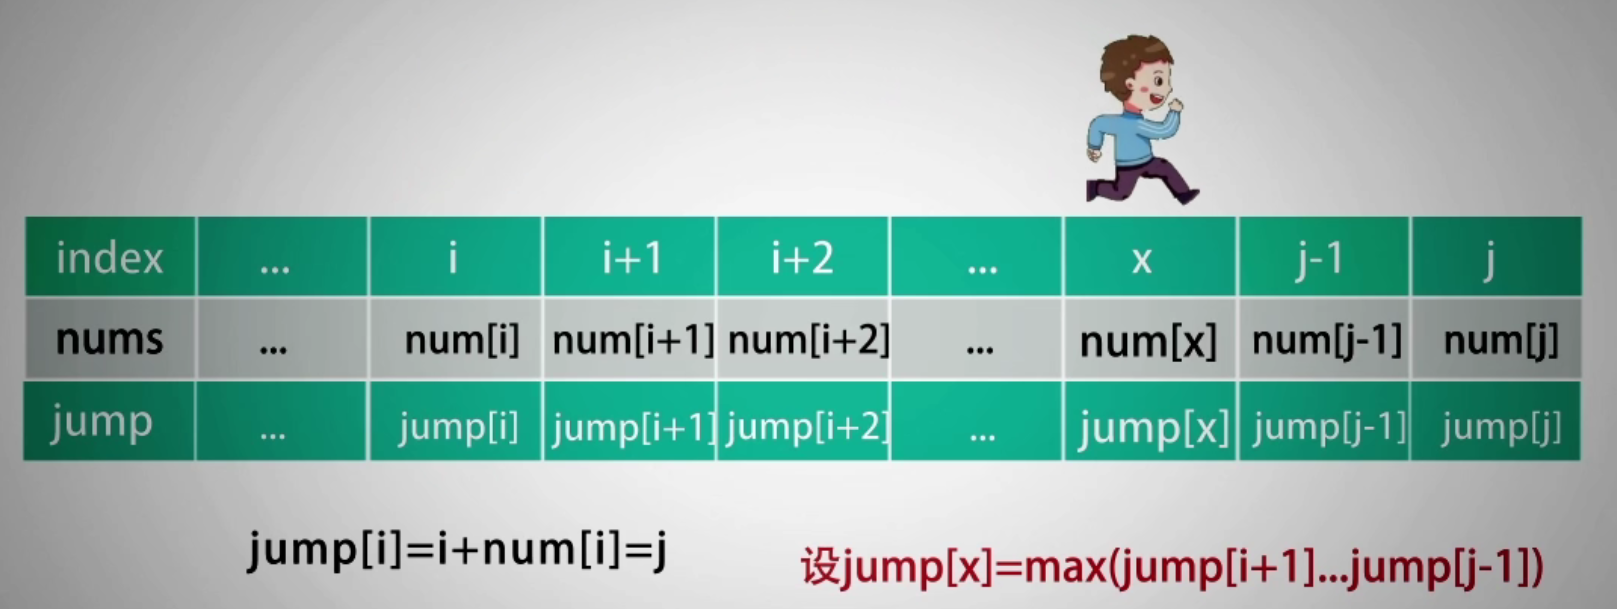 index ... i i+1 i+2 ... x j-1 j
nums ... num[i] num[i+1] num[i+2] ... num[x] num[j-1] num[j]
jump ... jump[i] jump[i+1] jump[i+2] ... jump[x] jump[j-1] jump[j]
jump[i]=i+num[i]=j
设jump[x]=max(jump[i+1]...jump[j-1])